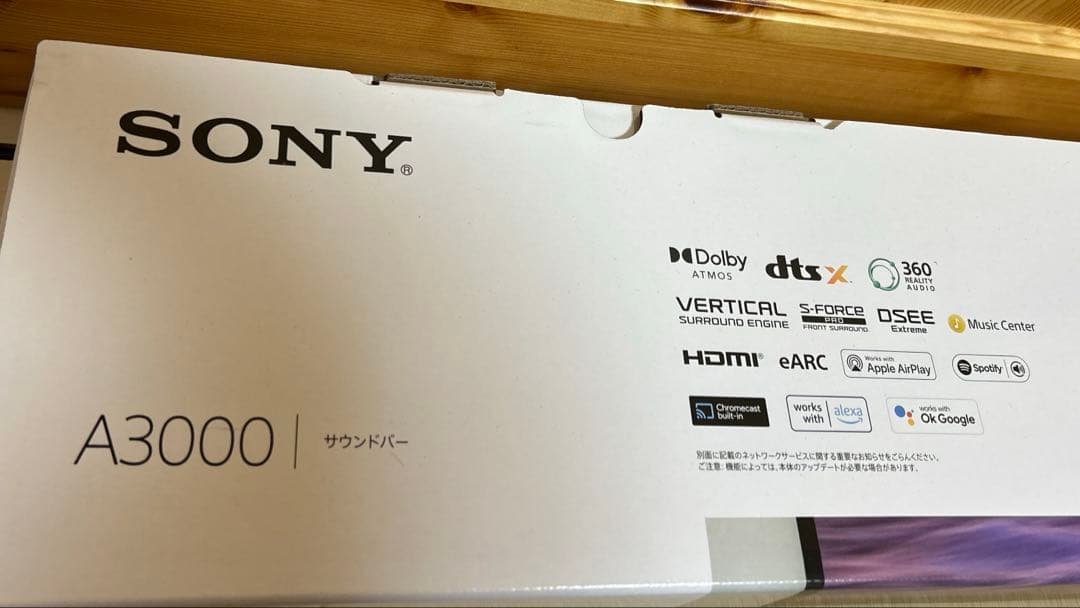 SONY®
Dolby
ATMOS
dts X
360
REALITY
AUDIO
VERTICAL
SURROUND ENGINE
S-FORCE
PRO
FRONT SURROUND
DSEE
Extreme
Music Center
HDMI®
eARC
Works with
Apple AirPlay
Spotify
Chromecast
built-in
works
with
alexa
works with
Ok Google
A3000
サウンドバー
別面に記載のネットワークサービスに関する重要なお知らせをごらんください。
ご注意: 機能によっては、本体のアップデートが必要な場合があります。